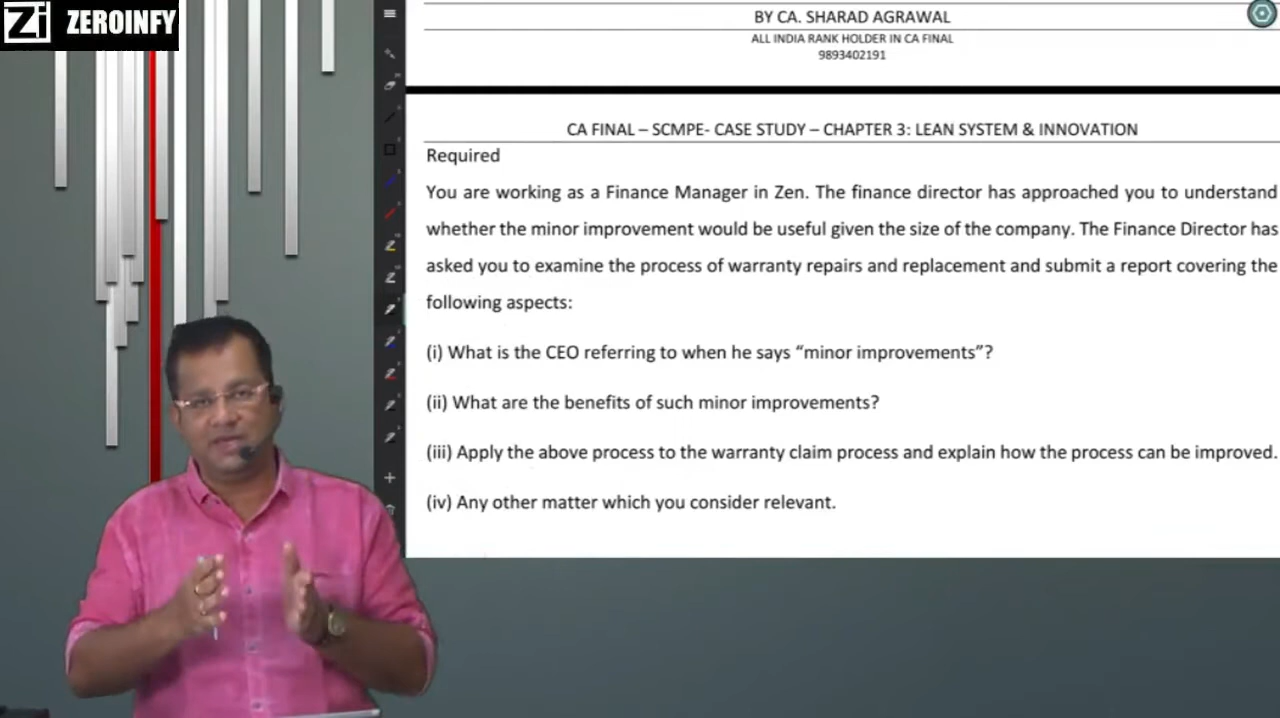 Zi ZEROINFY
BY CA. SHARAD AGRAWAL
ALL INDIA RANK HOLDER IN CA FINAL
9893402191
CA FINAL – SCMPE- CASE STUDY – CHAPTER 3: LEAN SYSTEM & INNOVATION
Required
You are working as a Finance Manager in Zen. The finance director has approached you to understand
whether the minor improvement would be useful given the size of the company. The Finance Director has
asked you to examine the process of warranty repairs and replacement and submit a report covering the
following aspects:
(i) What is the CEO referring to when he says “minor improvements”?
(ii) What are the benefits of such minor improvements?
(iii) Apply the above process to the warranty claim process and explain how the process can be improved.
(iv) Any other matter which you consider relevant.